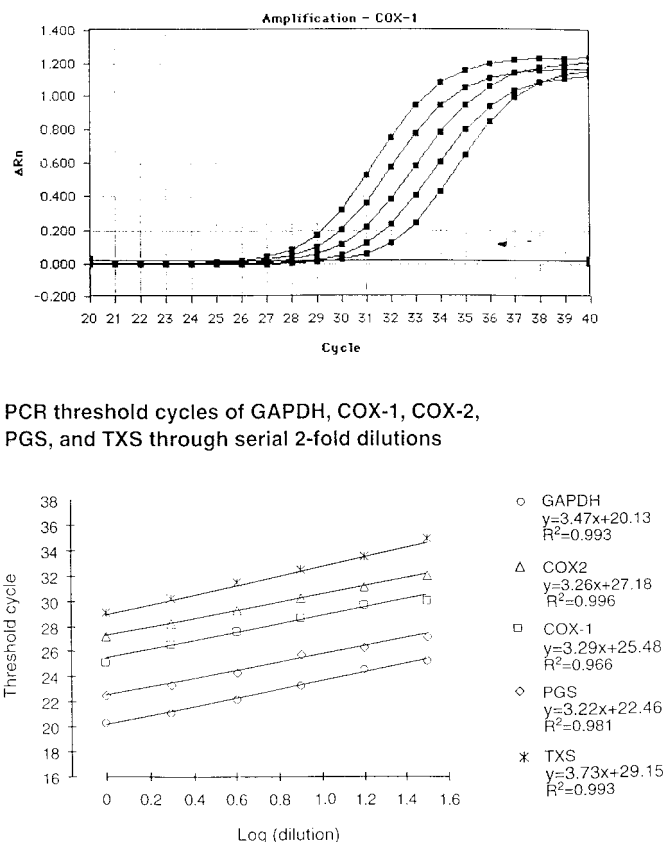 Amplification - COX-1
1.400
1.200
1.000
0.800
0.600
0.400
0.200
0.000
-0.200
ΔRn
20 21 22 23 24 25 26 27 28 29 30 31 32 33 34 35 36 37 38 39 40
Cycle
PCR threshold cycles of GAPDH, COX-1, COX-2,
PGS, and TXS through serial 2-fold dilutions
38
36
34
32
30
28
26
24
22
20
18
16
Threshold cycle
0 0.2 0.4 0.6 0.8 1.0 1.2 1.4 1.6
Log (dilution)
GAPDH
y=3.47x+20.13
R²=0.993
COX2
y=3.26x+27.18
R²=0.996
COX-1
y=3.29x+25.48
R²=0.966
PGS
y=3.22x+22.46
R²=0.981
TXS
y=3.73x+29.15
R²=0.993